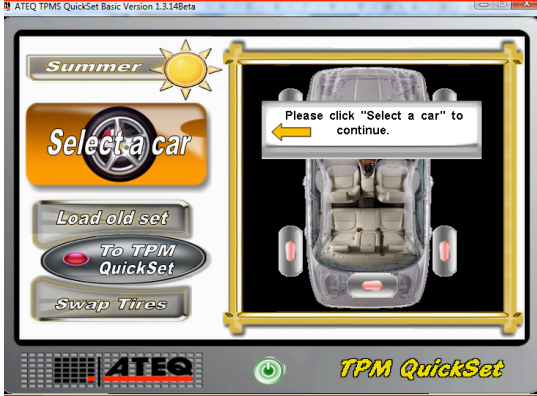 ATEQ TPMS QuickSet Basic Version 1.3.14Beta
Summer
Please click "Select a car" to
continue.
Select a car
Load old set
To TPM
QuickSet
Swap Tires
ATEQ
TPM QuickSet